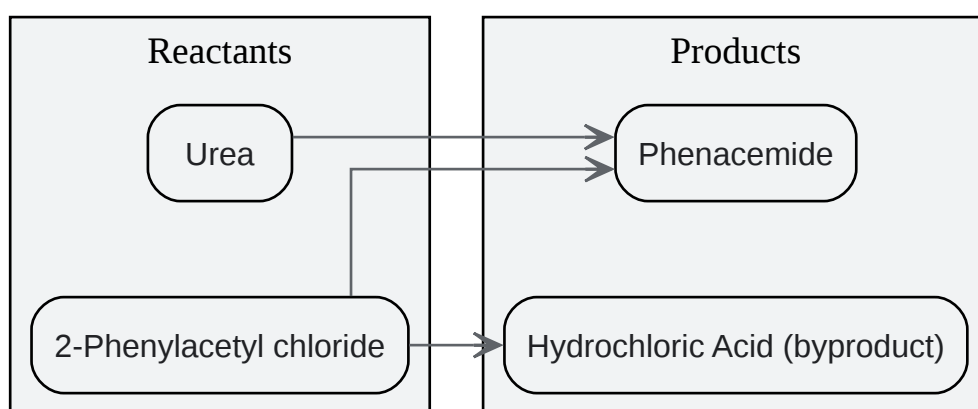 Reactants
Products
Urea
Phenacemide
2-Phenylacetyl chloride
Hydrochloric Acid (byproduct)